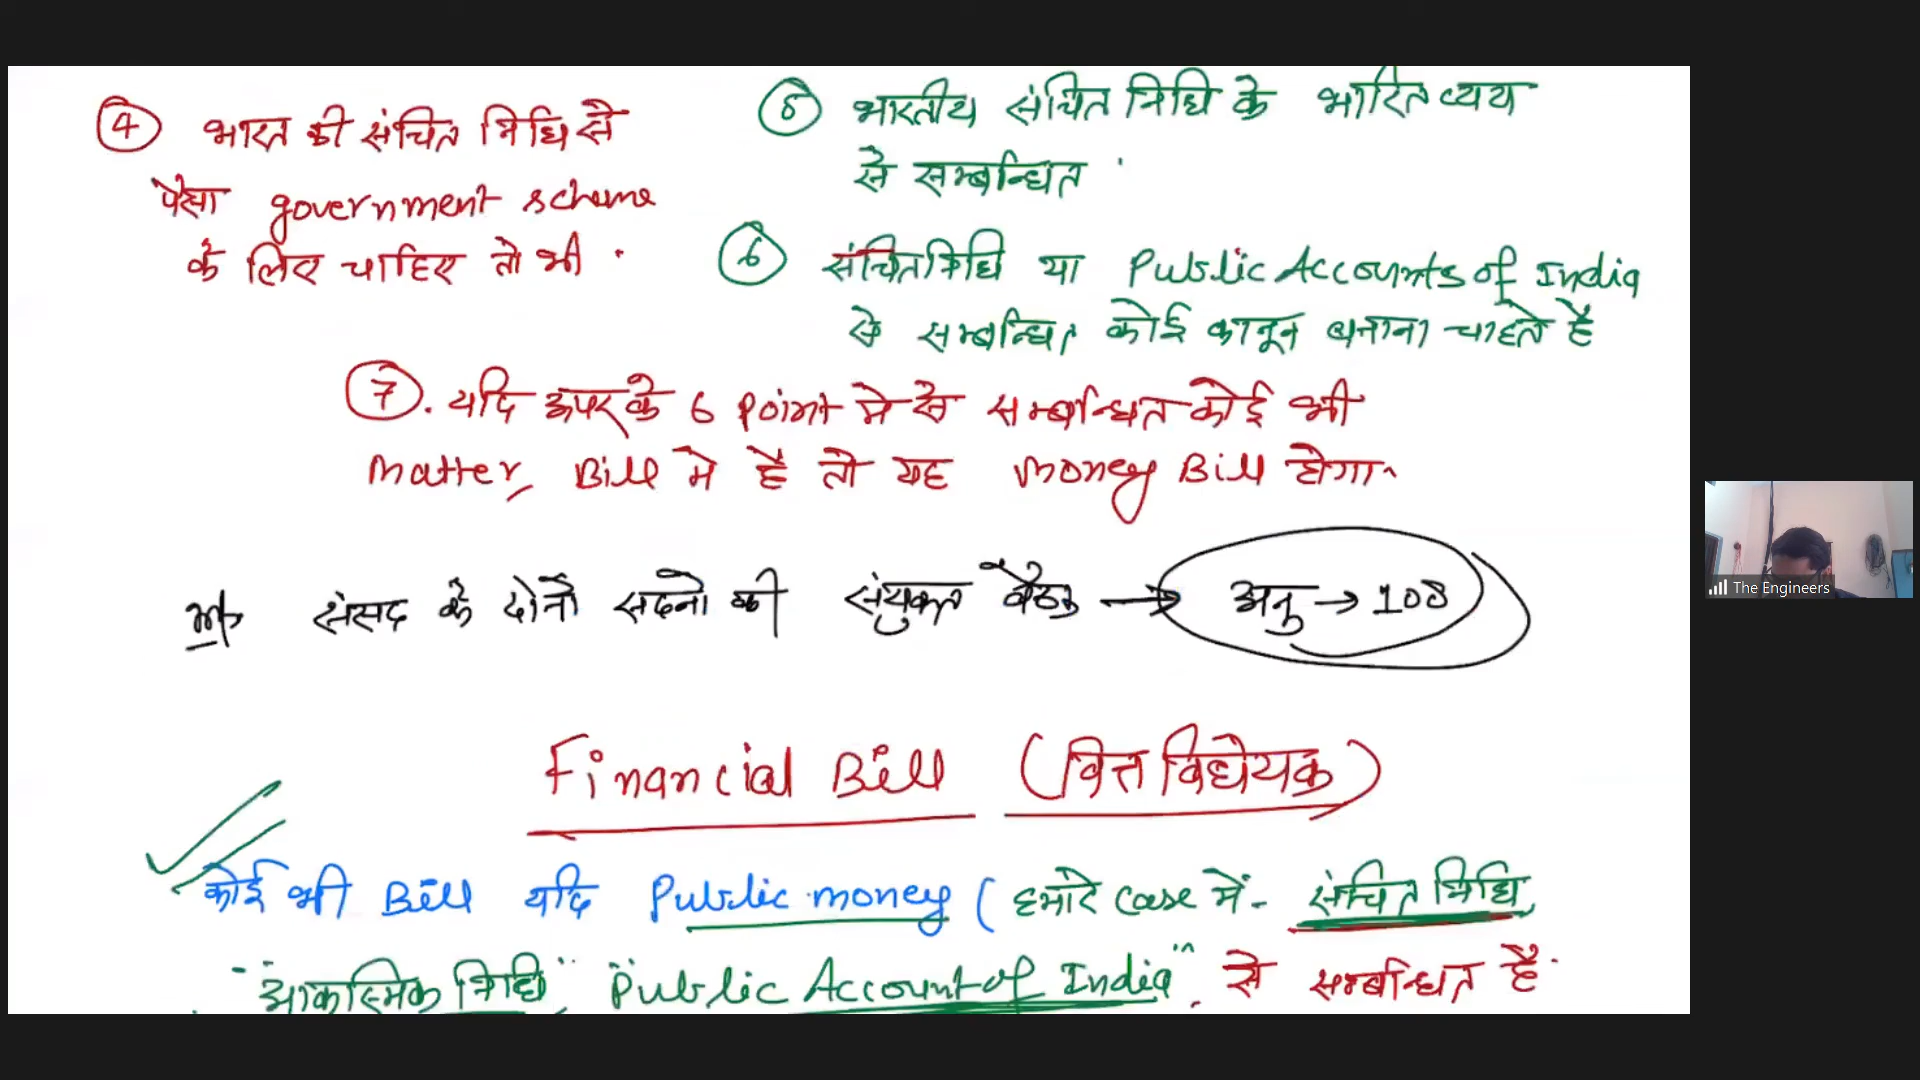 ④ भारत की संचित निधि से
पैसा government scheme
के लिए चाहिए तो भी .
⑤ भारतीय संचित निधि के भारित व्यय
से सम्बन्धित .
⑥ संचित निधि या Public Accounts of India
से सम्बन्धित कोई कानून बनाना चाहते है
⑦. यदि ऊपर के 6 Point मे से सम्बन्धित कोई भी
matter, Bill मे है तो यह money Bill होगा.
संसद के दोनो सदनो की संयुक्त बैठक → अनु → 108
Financial Bill (वित्त विधेयक)
कोई भी Bill यदि Public money ( हमारे case में - संचित निधि,
"आकस्मिक निधि" "Public Account of India" से सम्बन्धित है.
The Engineers